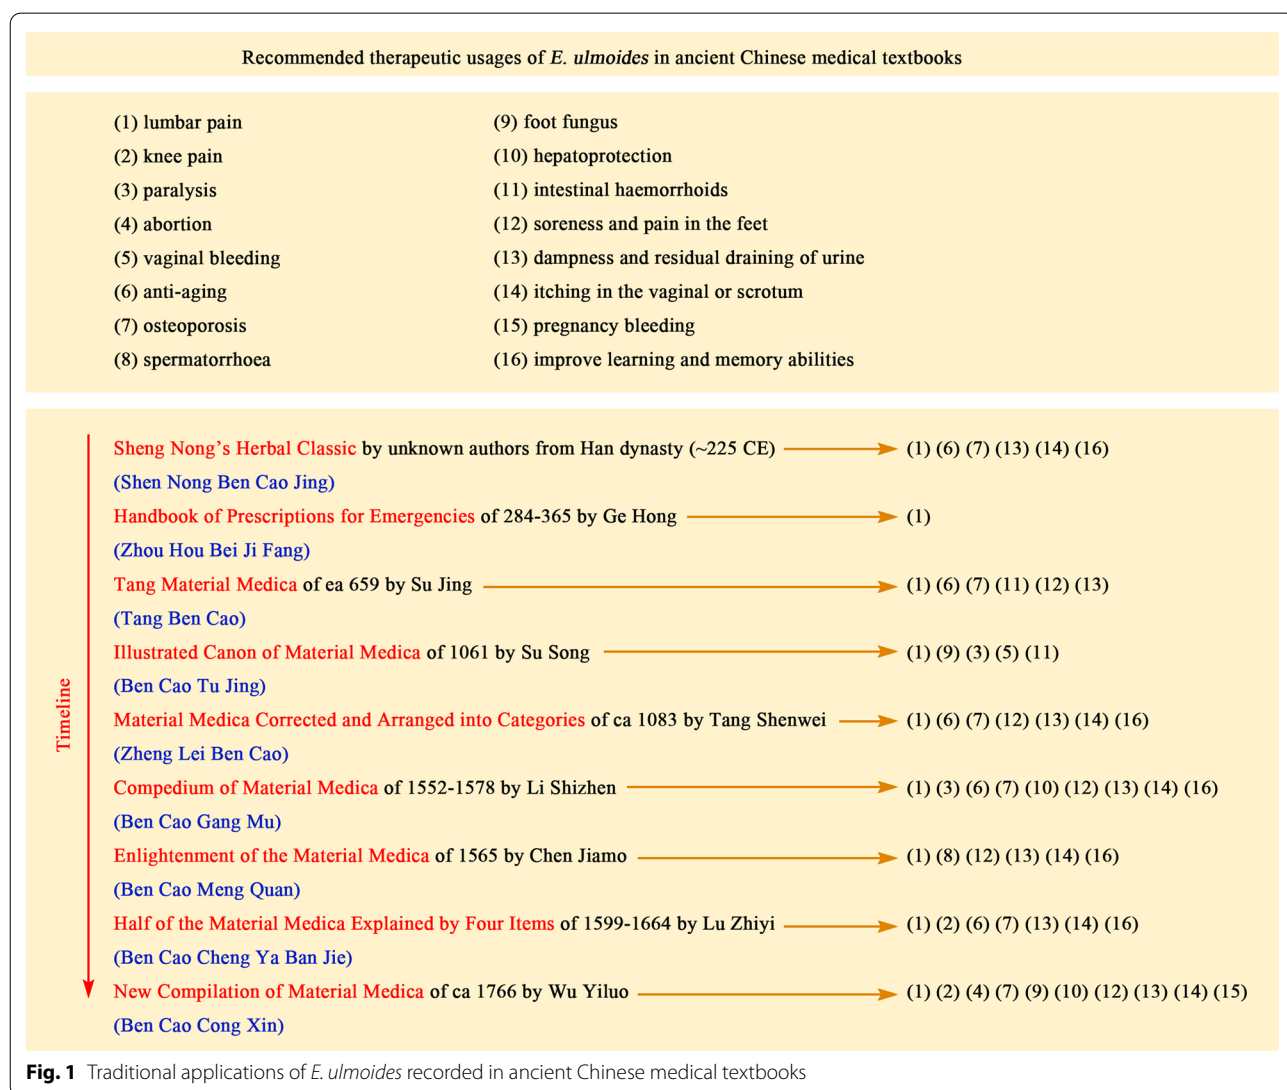 Recommended therapeutic usages of E. ulmoides in ancient Chinese medical textbooks
(1) lumbar pain
(2) knee pain
(3) paralysis
(4) abortion
(5) vaginal bleeding
(6) anti-aging
(7) osteoporosis
(8) spermatorrhoea
(9) foot fungus
(10) hepatoprotection
(11) intestinal haemorrhoids
(12) soreness and pain in the feet
(13) dampness and residual draining of urine
(14) itching in the vaginal or scrotum
(15) pregnancy bleeding
(16) improve learning and memory abilities
Timeline
Sheng Nong's Herbal Classic by unknown authors from Han dynasty (~225 CE) (1) (6) (7) (13) (14) (16)
(Shen Nong Ben Cao Jing)
Handbook of Prescriptions for Emergencies of 284-365 by Ge Hong (1)
(Zhou Hou Bei Ji Fang)
Tang Material Medica of ea 659 by Su Jing (1) (6) (7) (11) (12) (13)
(Tang Ben Cao)
Illustrated Canon of Material Medica of 1061 by Su Song (1) (9) (3) (5) (11)
(Ben Cao Tu Jing)
Material Medica Corrected and Arranged into Categories of ca 1083 by Tang Shenwei (1) (6) (7) (12) (13) (14) (16)
(Zheng Lei Ben Cao)
Compedium of Material Medica of 1552-1578 by Li Shizhen (1) (3) (6) (7) (10) (12) (13) (14) (16)
(Ben Cao Gang Mu)
Enlightenment of the Material Medica of 1565 by Chen Jiamo (1) (8) (12) (13) (14) (16)
(Ben Cao Meng Quan)
Half of the Material Medica Explained by Four Items of 1599-1664 by Lu Zhiyi (1) (2) (6) (7) (13) (14) (16)
(Ben Cao Cheng Ya Ban Jie)
New Compilation of Material Medica of ca 1766 by Wu Yiluo (1) (2) (4) (7) (9) (10) (12) (13) (14) (15)
(Ben Cao Cong Xin)
Fig. 1 Traditional applications of E. ulmoides recorded in ancient Chinese medical textbooks